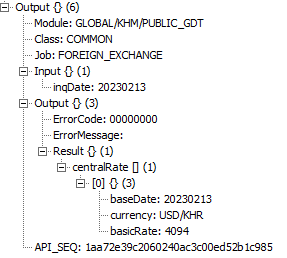 Output {} (6)
Module: GLOBAL/KHM/PUBLIC_GDT
Class: COMMON
Job: FOREIGN_EXCHANGE
Input {} (1)
inqDate: 20230213
Output {} (3)
ErrorCode: 00000000
ErrorMessage:
Result {} (1)
centralRate [] (1)
[0] {} (3)
baseDate: 20230213
currency: USD/KHR
basicRate: 4094
API_SEQ: 1aa72e39c2060240ac3c00ed52b1c985